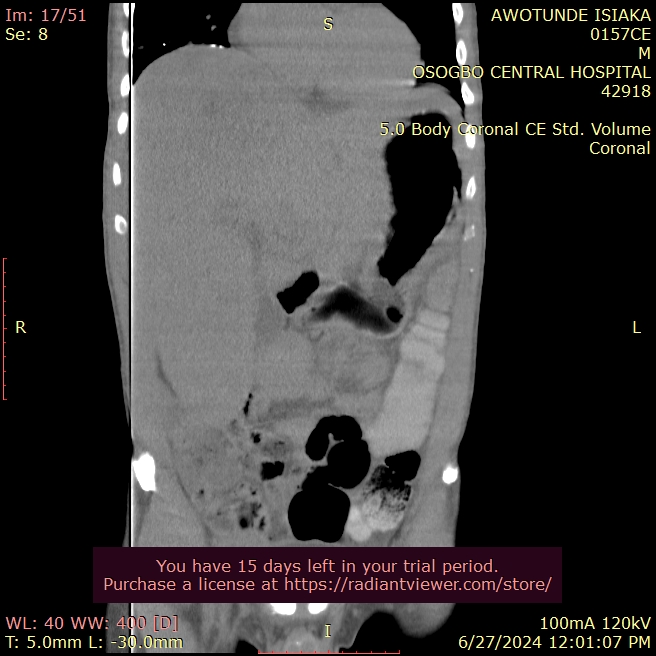 Im: 17/51
Se: 8
S
AWOTUNDE ISIAKA
0157CE
M
OSOGBO CENTRAL HOSPITAL
42918
5.0 Body Coronal CE Std. Volume
Coronal
R
L
You have 15 days left in your trial period.
Purchase a license at https://radiantviewer.com/store/
WL: 40 WW: 400 [D]
T: 5.0mm L: -30.0mm
I
100mA 120kV
6/27/2024 12:01:07 PM